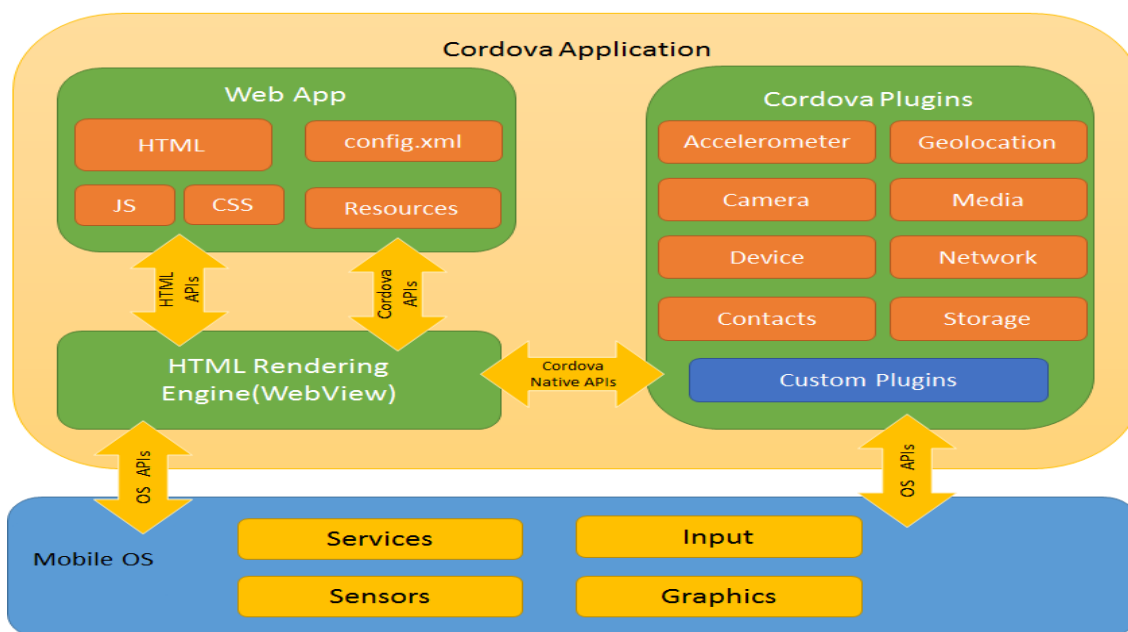 Cordova Application
Web App
HTML
config.xml
JS
CSS
Resources
HTML
APIs
Cordova
APIs
HTML Rendering
Engine(WebView)
Cordova
Native APIs
Cordova Plugins
Accelerometer
Geolocation
Camera
Media
Device
Network
Contacts
Storage
Custom Plugins
OS APIs
OS APIs
Mobile OS
Services
Input
Sensors
Graphics